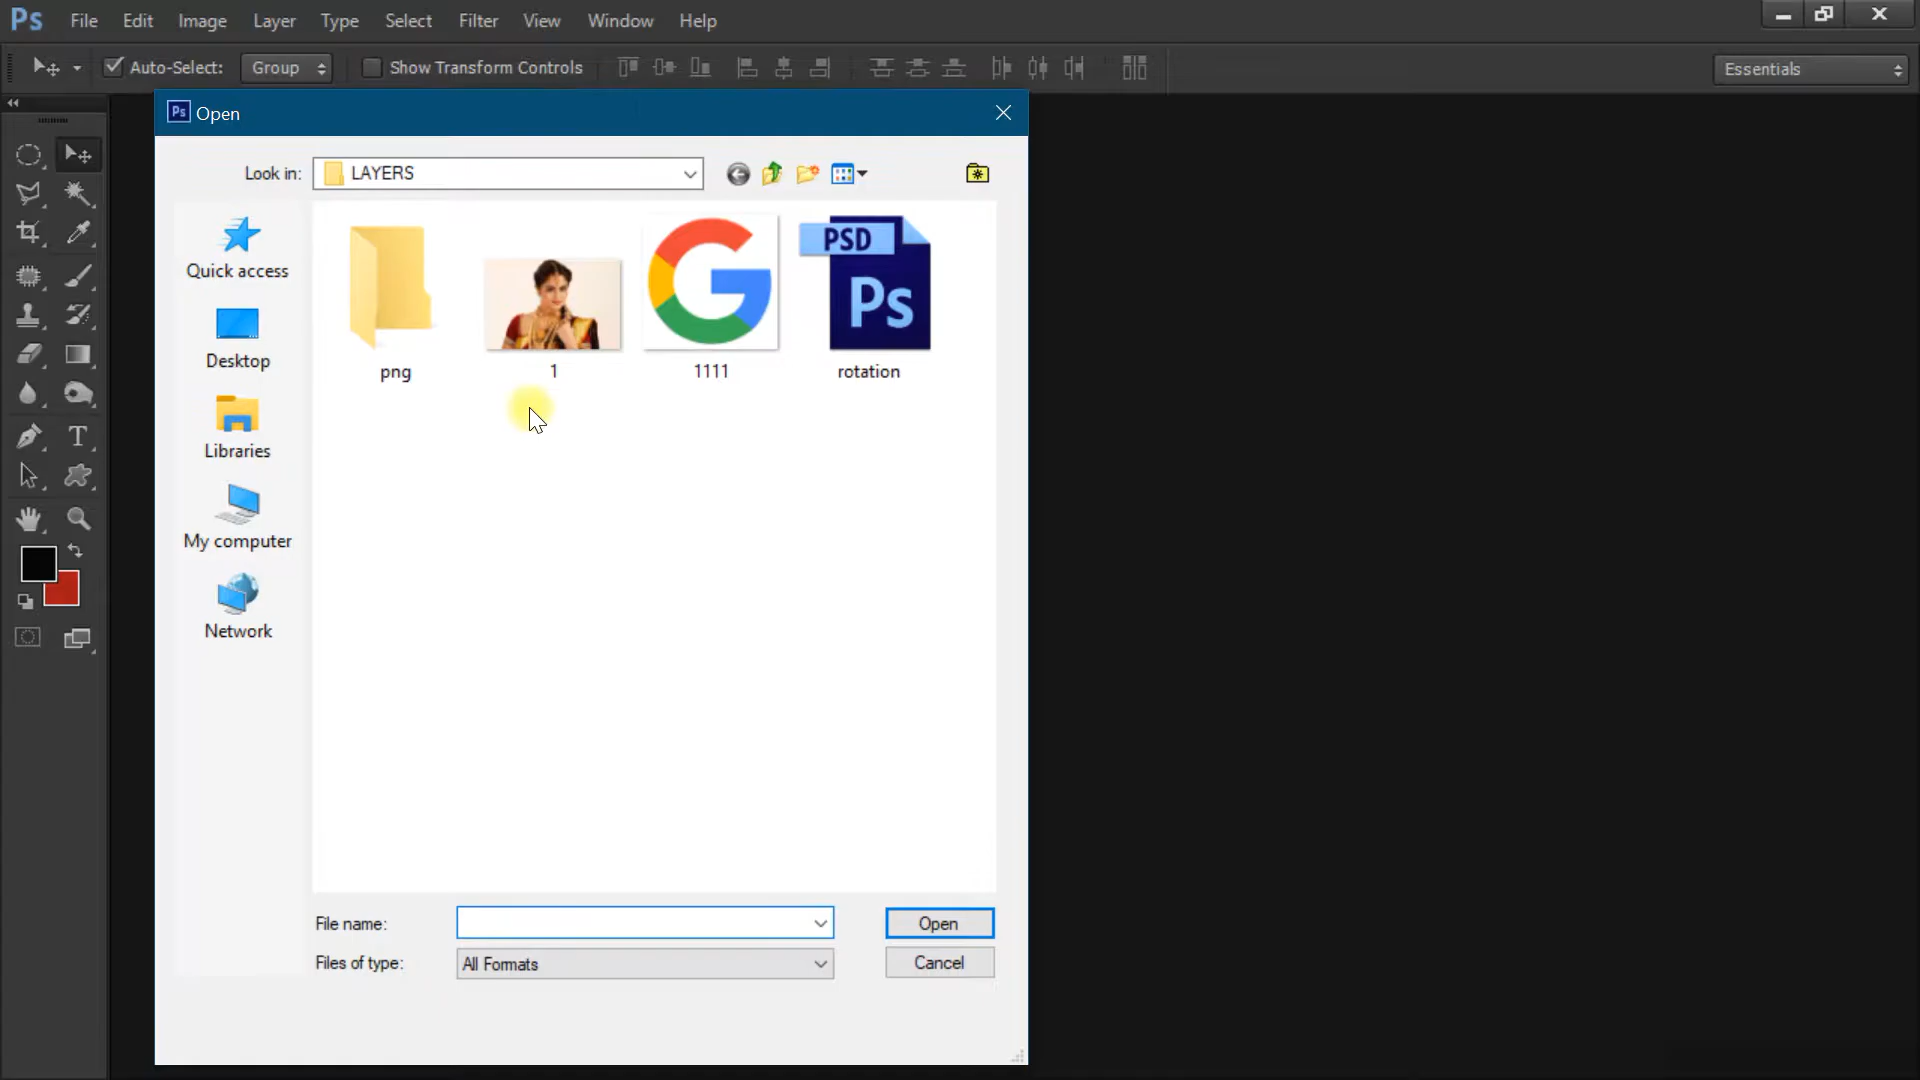 Ps File Edit Image Layer Type Select Filter View Window Help
Auto-Select: Group Show Transform Controls Essentials
Ps Open
Look in: LAYERS
Quick access
Desktop
Libraries
My computer
Network
PSD
Ps
png 1 1111 rotation
File name: Open
Files of type: All Formats Cancel
T